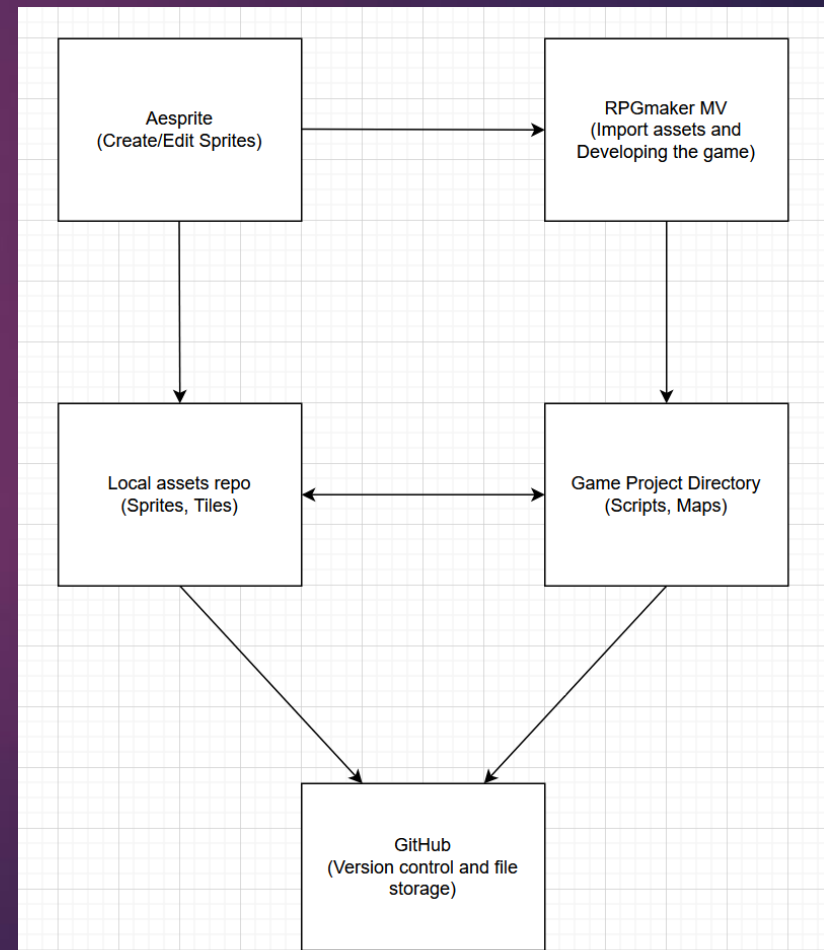 Aesprite
(Create/Edit Sprites)
RPGmaker MV
(Import assets and
Developing the game)
Local assets repo
(Sprites, Tiles)
Game Project Directory
(Scripts, Maps)
GitHub
(Version control and file
storage)